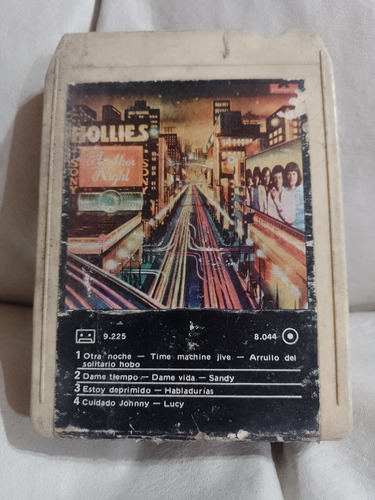 HOLLIES
Another
Night
9.225
8.044
1 Otra noche — Time machine jive — Arrullo del
solitario hobo
2 Dame tiempo — Dame vida — Sandy
3 Estoy deprimido — Habladurías
4 Cuidado Johnny — Lucy